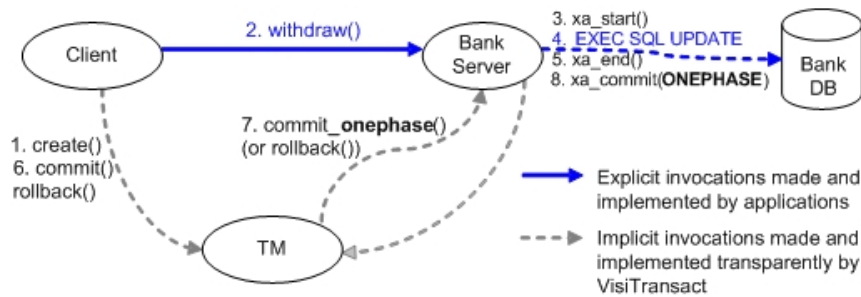 Client
2. withdraw()
Bank
Server
3. xa_start()
4. EXEC SQL UPDATE
5. xa_end()
8. xa_commit(ONEPHASE)
Bank
DB
1. create()
6. commit()
rollback()
7. commit_onephase()
(or rollback())
TM
Explicit invocations made and
implemented by applications
Implicit invocations made and
implemented transparently by
VisiTransact